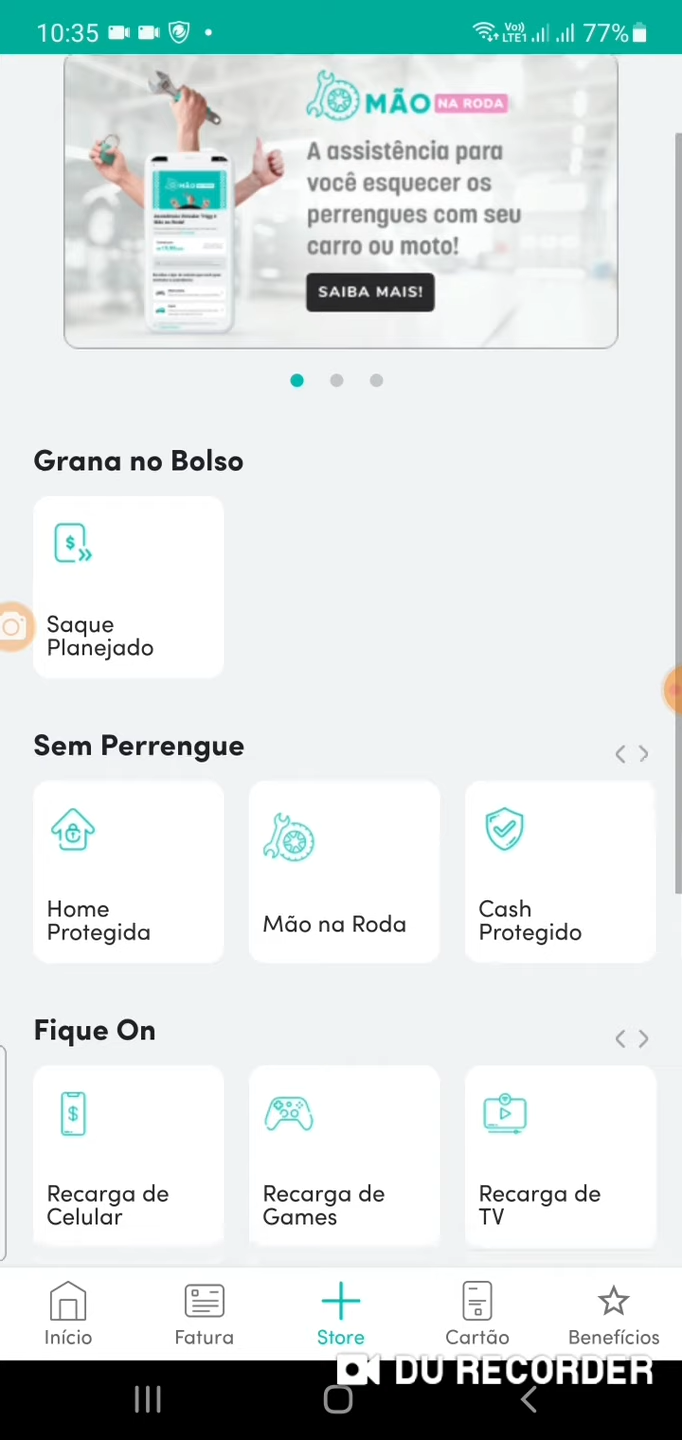 10:35
Vo))
LTE1
77%
MÃO NA RODA
A assistência para
você esquecer os
perrengues com seu
carro ou moto!
SAIBA MAIS!
Grana no Bolso
Saque
Planejado
Sem Perrengue
Home
Protegida
Mão na Roda
Cash
Protegido
Fique On
Recarga de
Celular
Recarga de
Games
Recarga de
TV
Início
Fatura
Store
Cartão
Benefícios
DU RECORDER